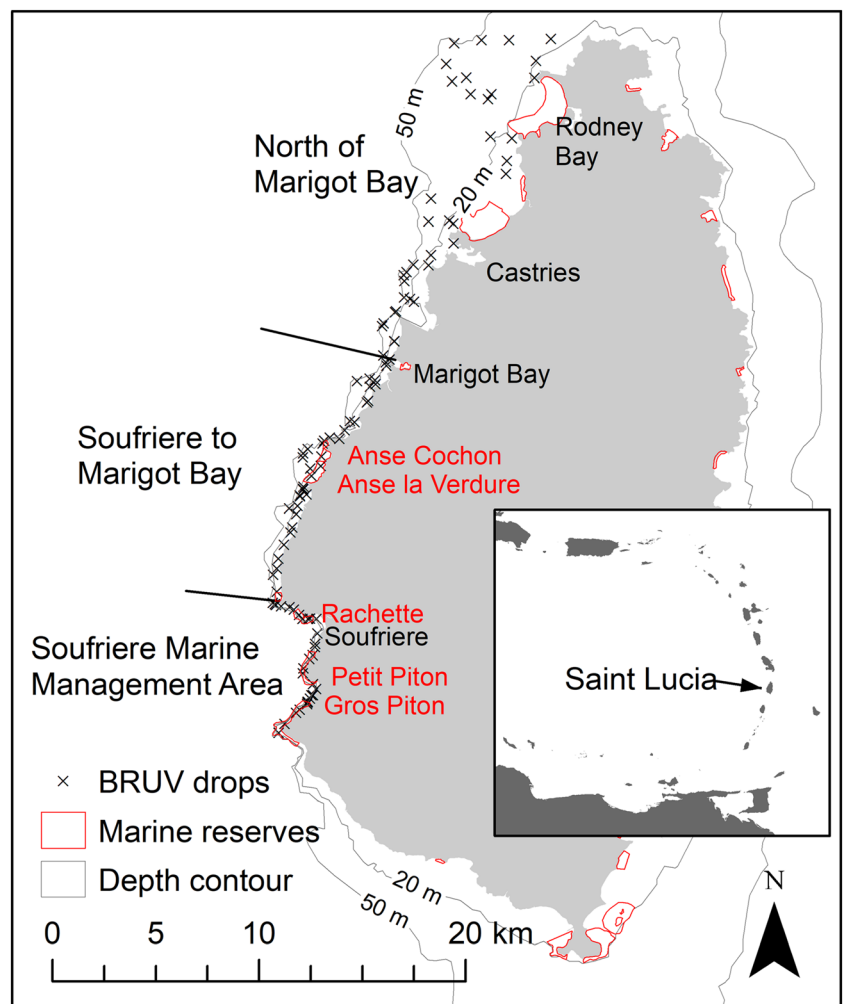 50 m
North of
Marigot Bay
Rodney
Bay
20 m
Castries
Marigot Bay
Soufriere to
Marigot Bay
Anse Cochon
Anse la Verdure
Rachette
Soufriere
Soufriere Marine
Management Area
Petit Piton
Gros Piton
Saint Lucia
BRUV drops
Marine reserves
Depth contour
20 m
50 m
N
0 5 10 20 km